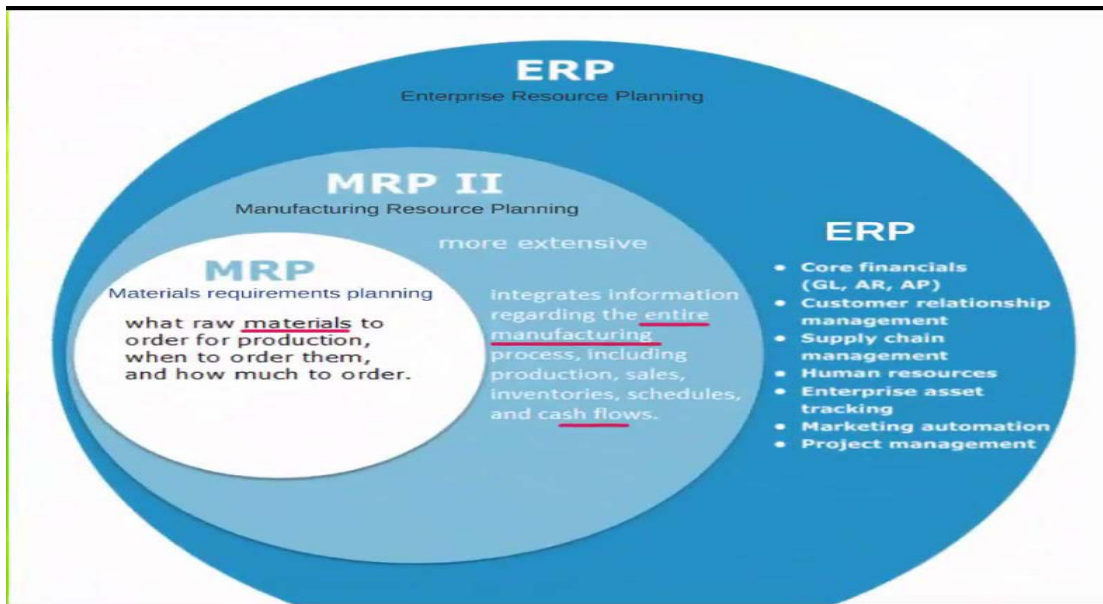 ERP
Enterprise Resource Planning
MRP II
Manufacturing Resource Planning
more extensive
integrates information
regarding the entire
manufacturing
process, including
production, sales,
inventories, schedules,
and cash flows.
MRP
Materials requirements planning
what raw materials to
order for production,
when to order them,
and how much to order.
ERP
• Core financials
(GL, AR, AP)
• Customer relationship
management
• Supply chain
management
• Human resources
• Enterprise asset
tracking
• Marketing automation
• Project management